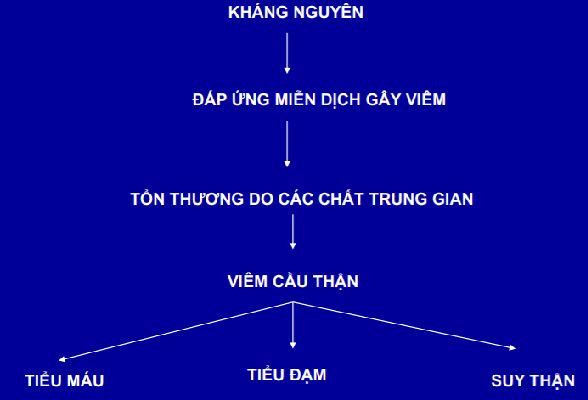 KHÁNG NGUYÊN
ĐÁP ỨNG MIỄN DỊCH GÂY VIÊM
TỔN THƯƠNG DO CÁC CHẤT TRUNG GIAN
VIÊM CẦU THẬN
TIỂU MÁU
TIỂU ĐẠM
SUY THẬN